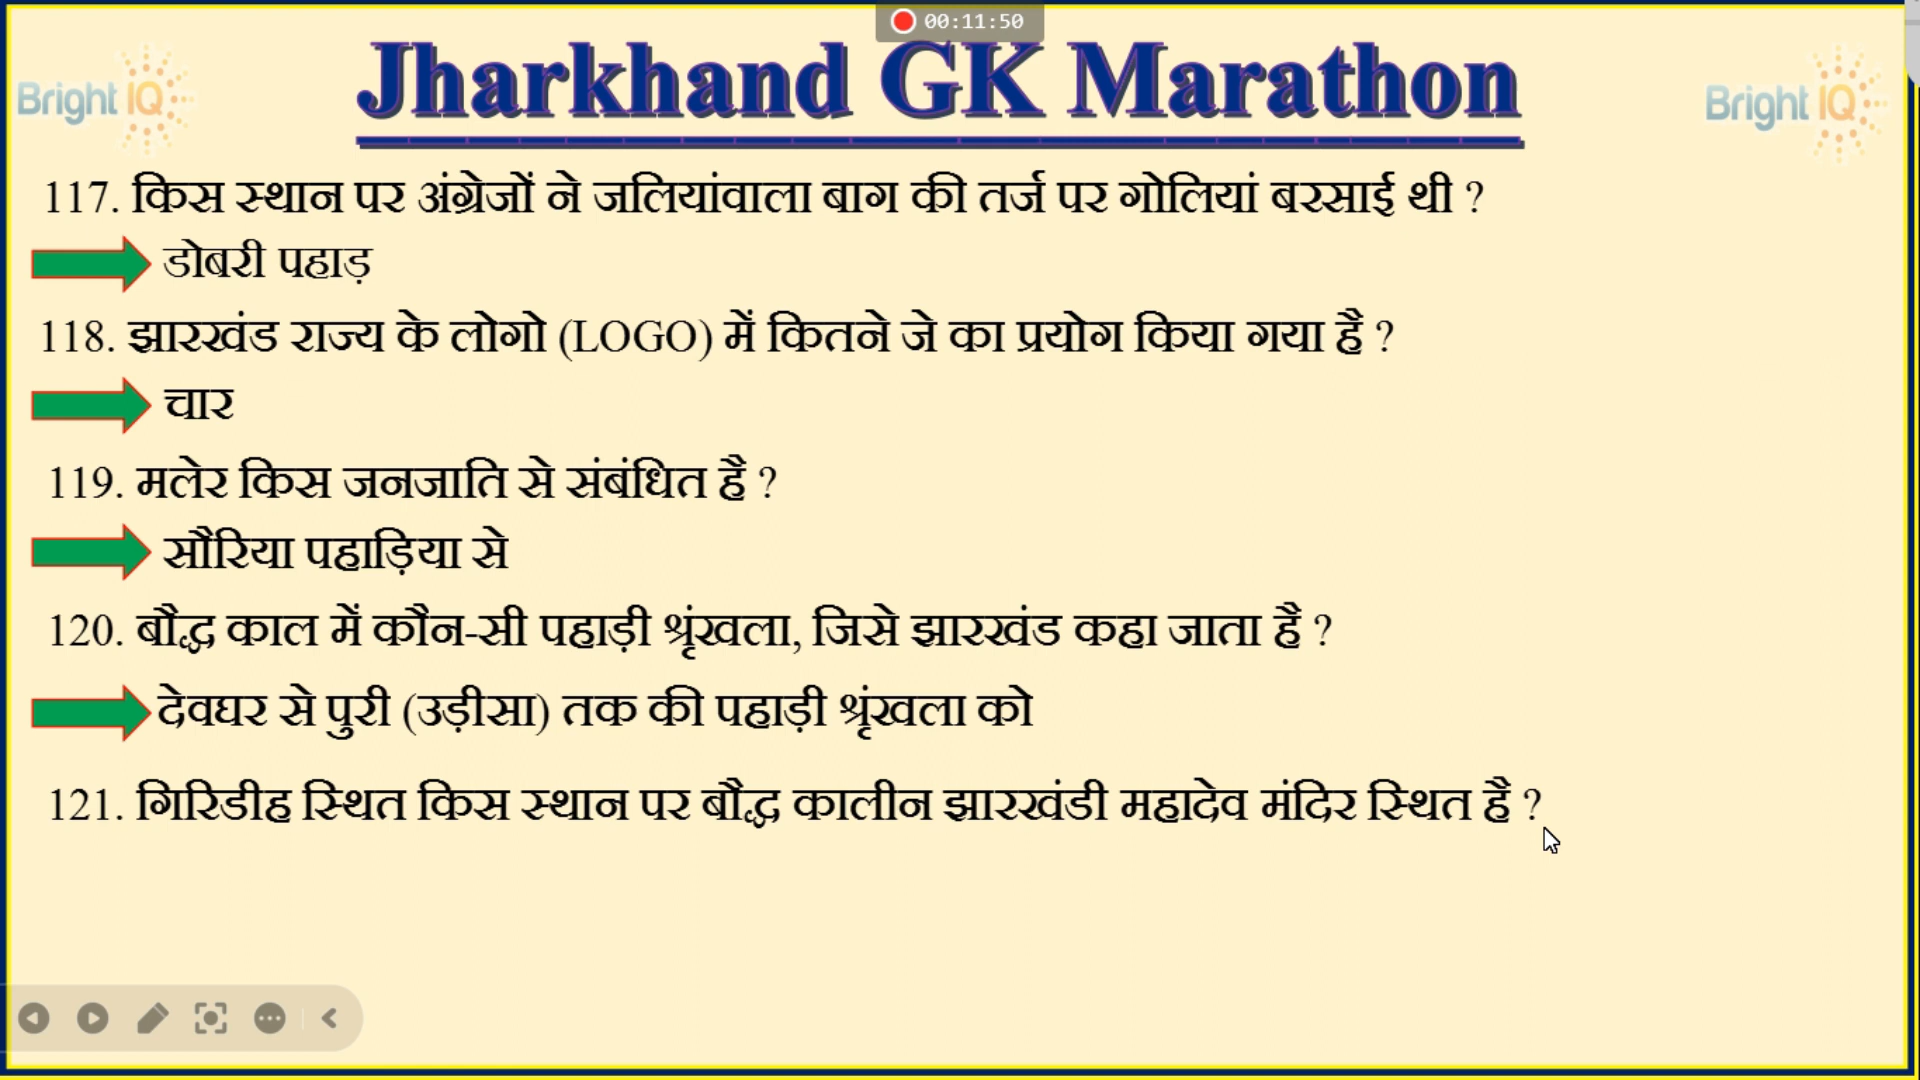 00:11:50
Jharkhand GK Marathon
Bright IQ
Bright IQ
117. किस स्थान पर अंग्रेजों ने जलियांवाला बाग की तर्ज पर गोलियां बरसाई थी ?
डोबरी पहाड़
118. झारखंड राज्य के लोगो (LOGO) में कितने जे का प्रयोग किया गया है ?
चार
119. मलेर किस जनजाति से संबंधित है ?
सौरिया पहाड़िया से
120. बौद्ध काल में कौन-सी पहाड़ी श्रृंखला, जिसे झारखंड कहा जाता है ?
देवघर से पुरी (उड़ीसा) तक की पहाड़ी श्रृंखला को
121. गिरिडीह स्थित किस स्थान पर बौद्ध कालीन झारखंडी महादेव मंदिर स्थित है ?